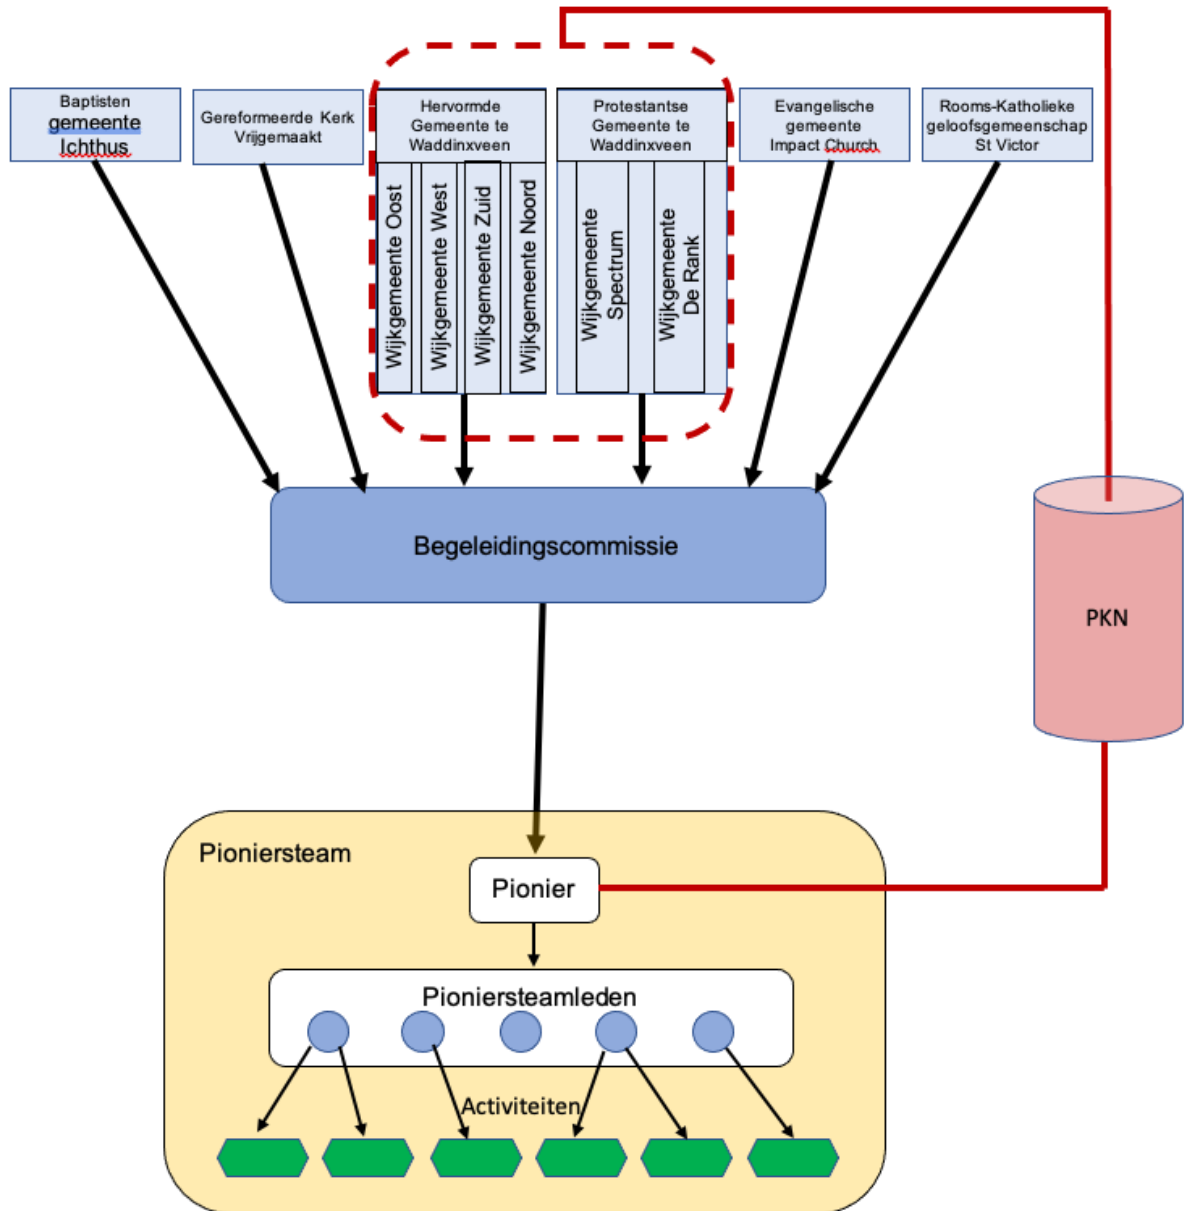 Baptisten
gemeente
Ichthus
Gereformeerde Kerk
Vrijgemaakt
Hervormde
Gemeente te
Waddinxveen
Protestantse
Gemeente te
Waddinxveen
Evangelische
gemeente
Impact Church
Rooms-Katholieke
geloofsgemeenschap
St Victor
Wijkgemeente Oost
Wijkgemeente West
Wijkgemeente Zuid
Wijkgemeente Noord
Wijkgemeente
Spectrum
Wijkgemeente
De Rank
Begeleidingscommissie
PKN
Pioniersteam
Pionier
Pioniersteamleden
Activiteiten